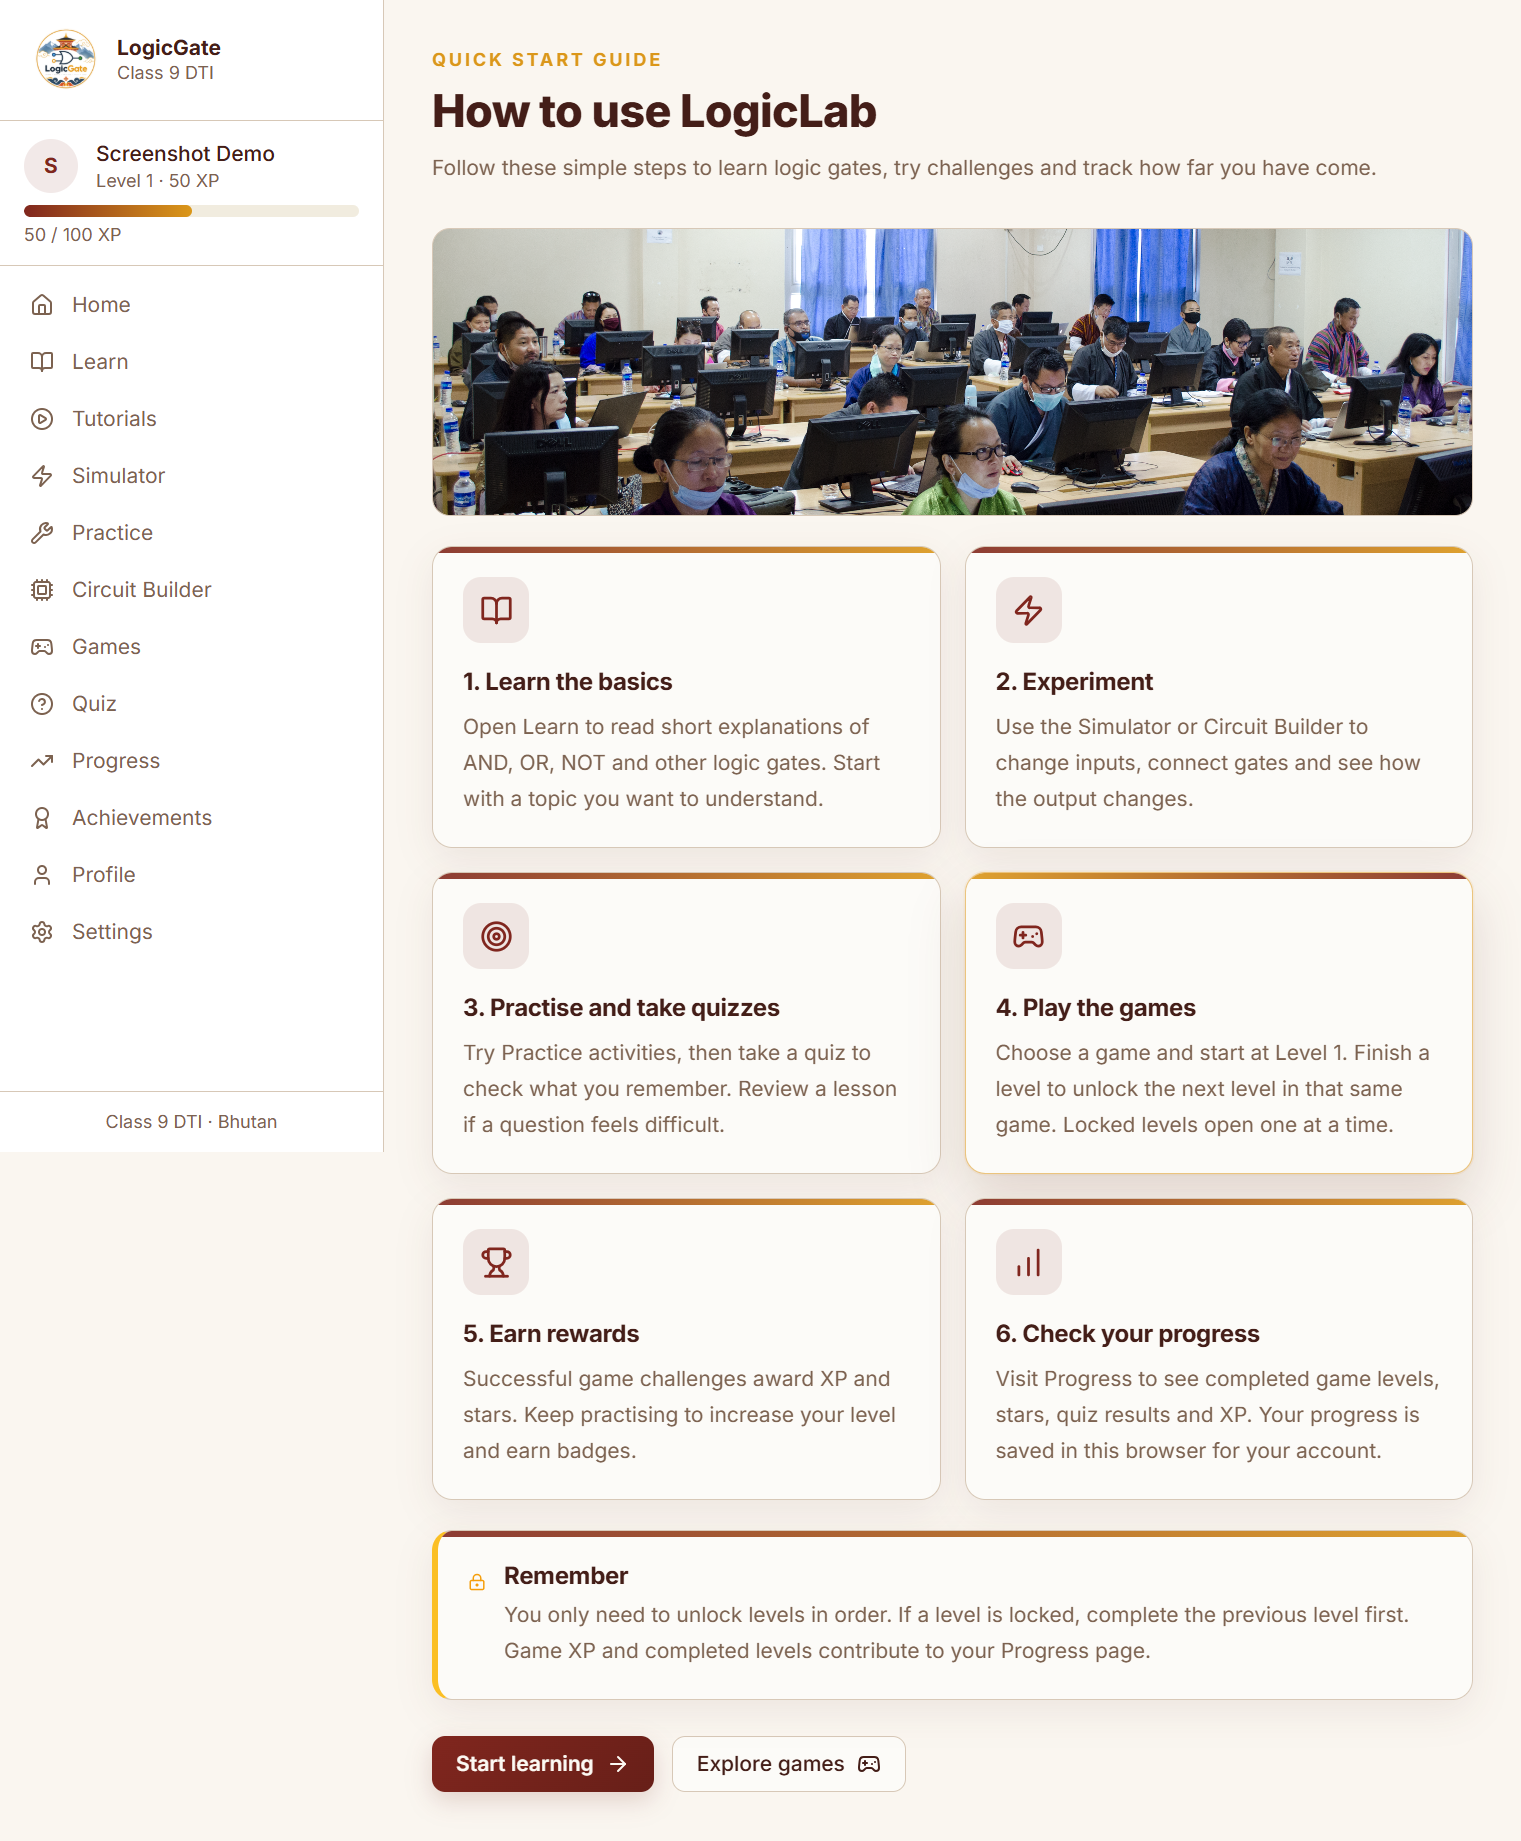 LogicGate
LogicGate
Class 9 DTI
S
Screenshot Demo
Level 1 · 50 XP
50 / 100 XP
Home
Learn
Tutorials
Simulator
Practice
Circuit Builder
Games
Quiz
Progress
Achievements
Profile
Settings
Class 9 DTI · Bhutan
QUICK START GUIDE
How to use LogicLab
Follow these simple steps to learn logic gates, try challenges and track how far you have come.
DELL
1. Learn the basics
Open Learn to read short explanations of
AND, OR, NOT and other logic gates. Start
with a topic you want to understand.
2. Experiment
Use the Simulator or Circuit Builder to
change inputs, connect gates and see how
the output changes.
3. Practise and take quizzes
Try Practice activities, then take a quiz to
check what you remember. Review a lesson
if a question feels difficult.
4. Play the games
Choose a game and start at Level 1. Finish a
level to unlock the next level in that same
game. Locked levels open one at a time.
5. Earn rewards
Successful game challenges award XP and
stars. Keep practising to increase your level
and earn badges.
6. Check your progress
Visit Progress to see completed game levels,
stars, quiz results and XP. Your progress is
saved in this browser for your account.
Remember
You only need to unlock levels in order. If a level is locked, complete the previous level first.
Game XP and completed levels contribute to your Progress page.
Start learning
Explore games